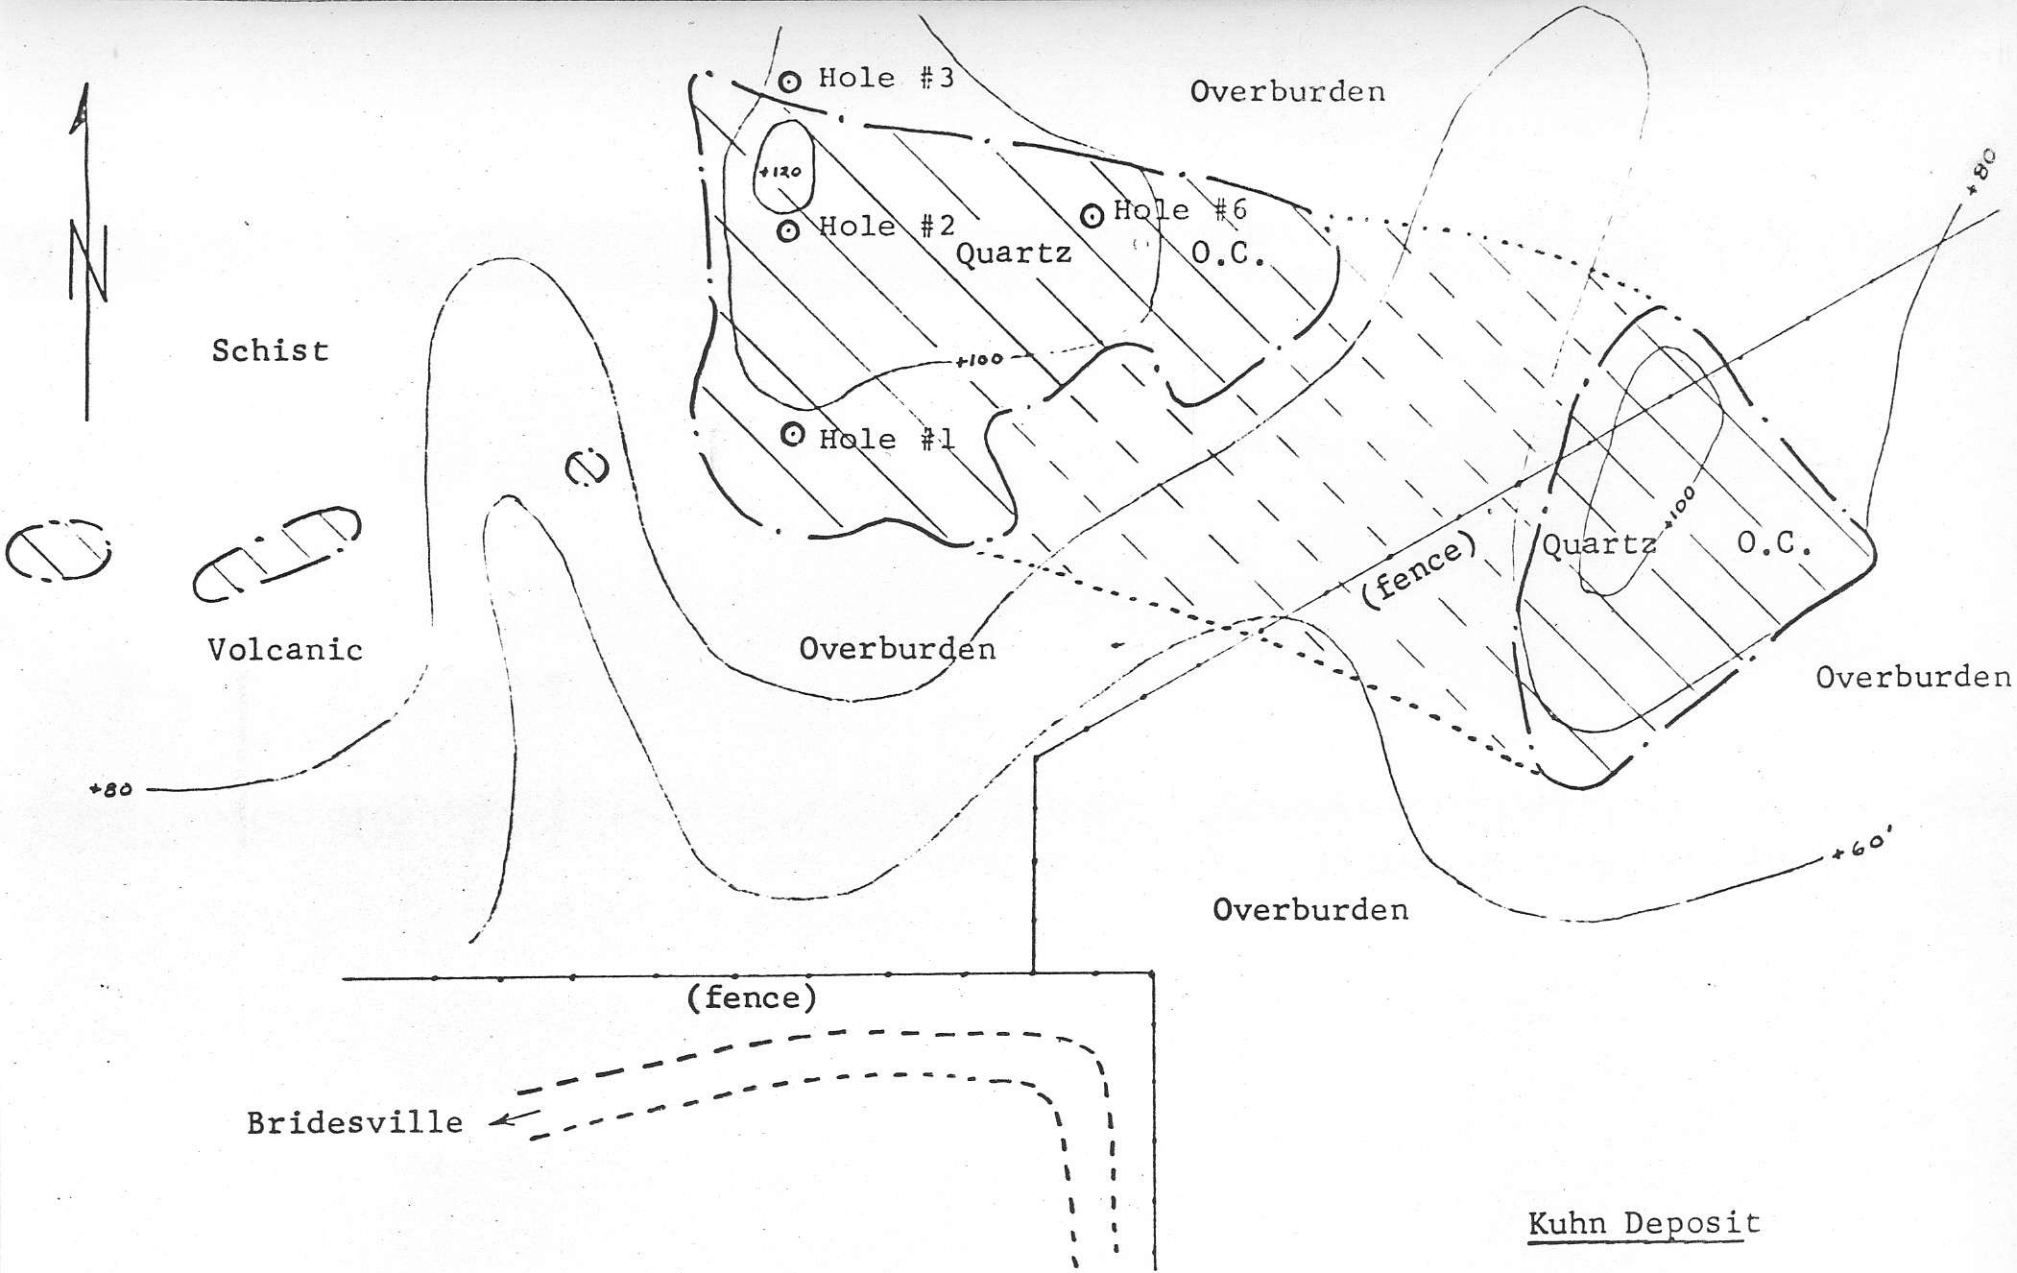 Hole #3
Overburden
+80
+120
N
Hole #2
Hole #6
Quartz
O.C.
Schist
+100
Hole #1
+100
Quartz
O.C.
(fence)
Volcanic
Overburden
Overburden
+80
+60'
Overburden
(fence)
Bridesville
Kuhn Deposit